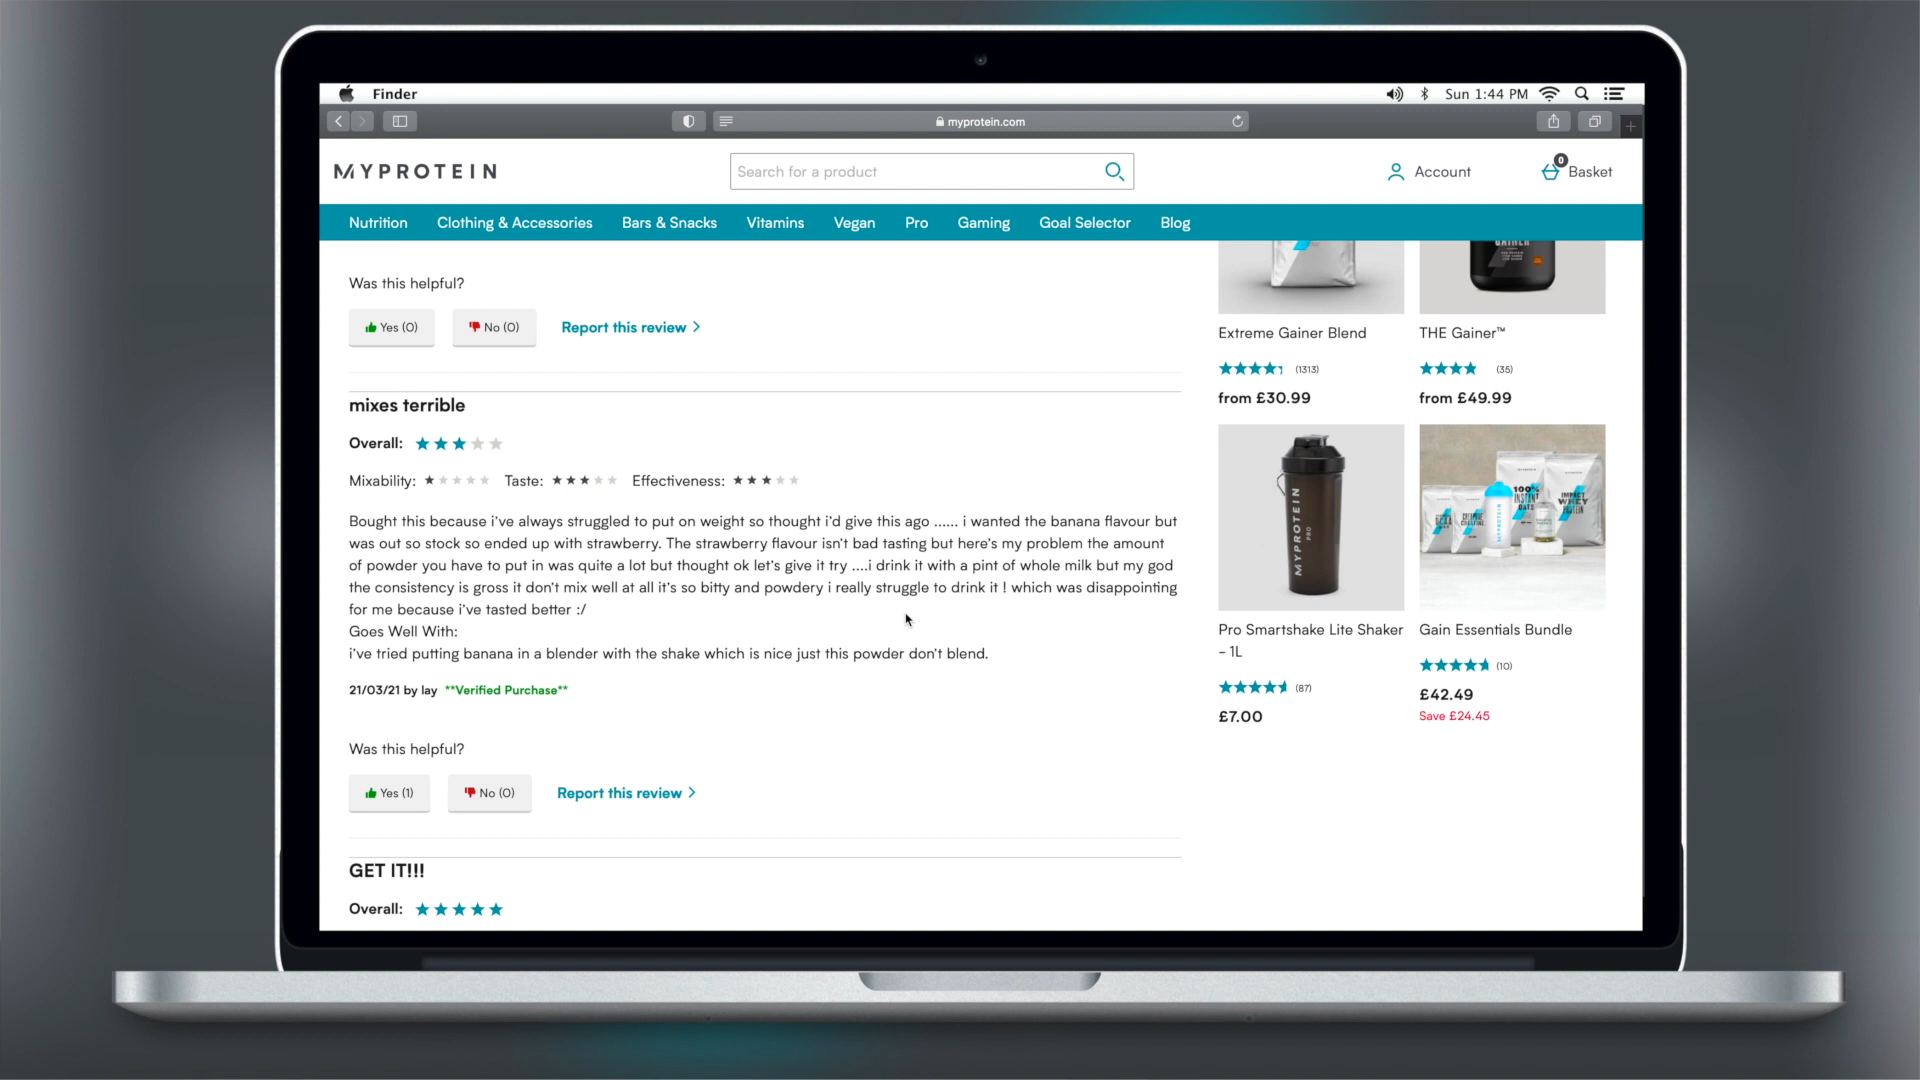 Finder
Sun 1:44 PM
myprotein.com
MYPROTEIN
Search for a product
Account
0
Basket
Nutrition
Clothing & Accessories
Bars & Snacks
Vitamins
Vegan
Pro
Gaming
Goal Selector
Blog
Was this helpful?
Yes (0)
No (0)
Report this review
mixes terrible
Overall:
Mixability:
Taste:
Effectiveness:
Bought this because i've always struggled to put on weight so thought i'd give this ago ...... i wanted the banana flavour but
was out so stock so ended up with strawberry. The strawberry flavour isn't bad tasting but here's my problem the amount
of powder you have to put in was quite a lot but thought ok let's give it try ....i drink it with a pint of whole milk but my god
the consistency is gross it don't mix well at all it's so bitty and powdery i really struggle to drink it ! which was disappointing
for me because i've tasted better :/
Goes Well With:
i've tried putting banana in a blender with the shake which is nice just this powder don't blend.
21/03/21 by lay **Verified Purchase**
Was this helpful?
Yes (1)
No (0)
Report this review
GET IT!!!
Overall:
GAINER
Extreme Gainer Blend
(1313)
from £30.99
THE Gainer™
(35)
from £49.99
MYPROTEIN
PRO
Pro Smartshake Lite Shaker
- 1L
(87)
£7.00
100%
INSTANT
OATS
IMPACT
WHEY
PROTEIN
MYPROTEIN
Gain Essentials Bundle
(10)
£42.49
Save £24.45